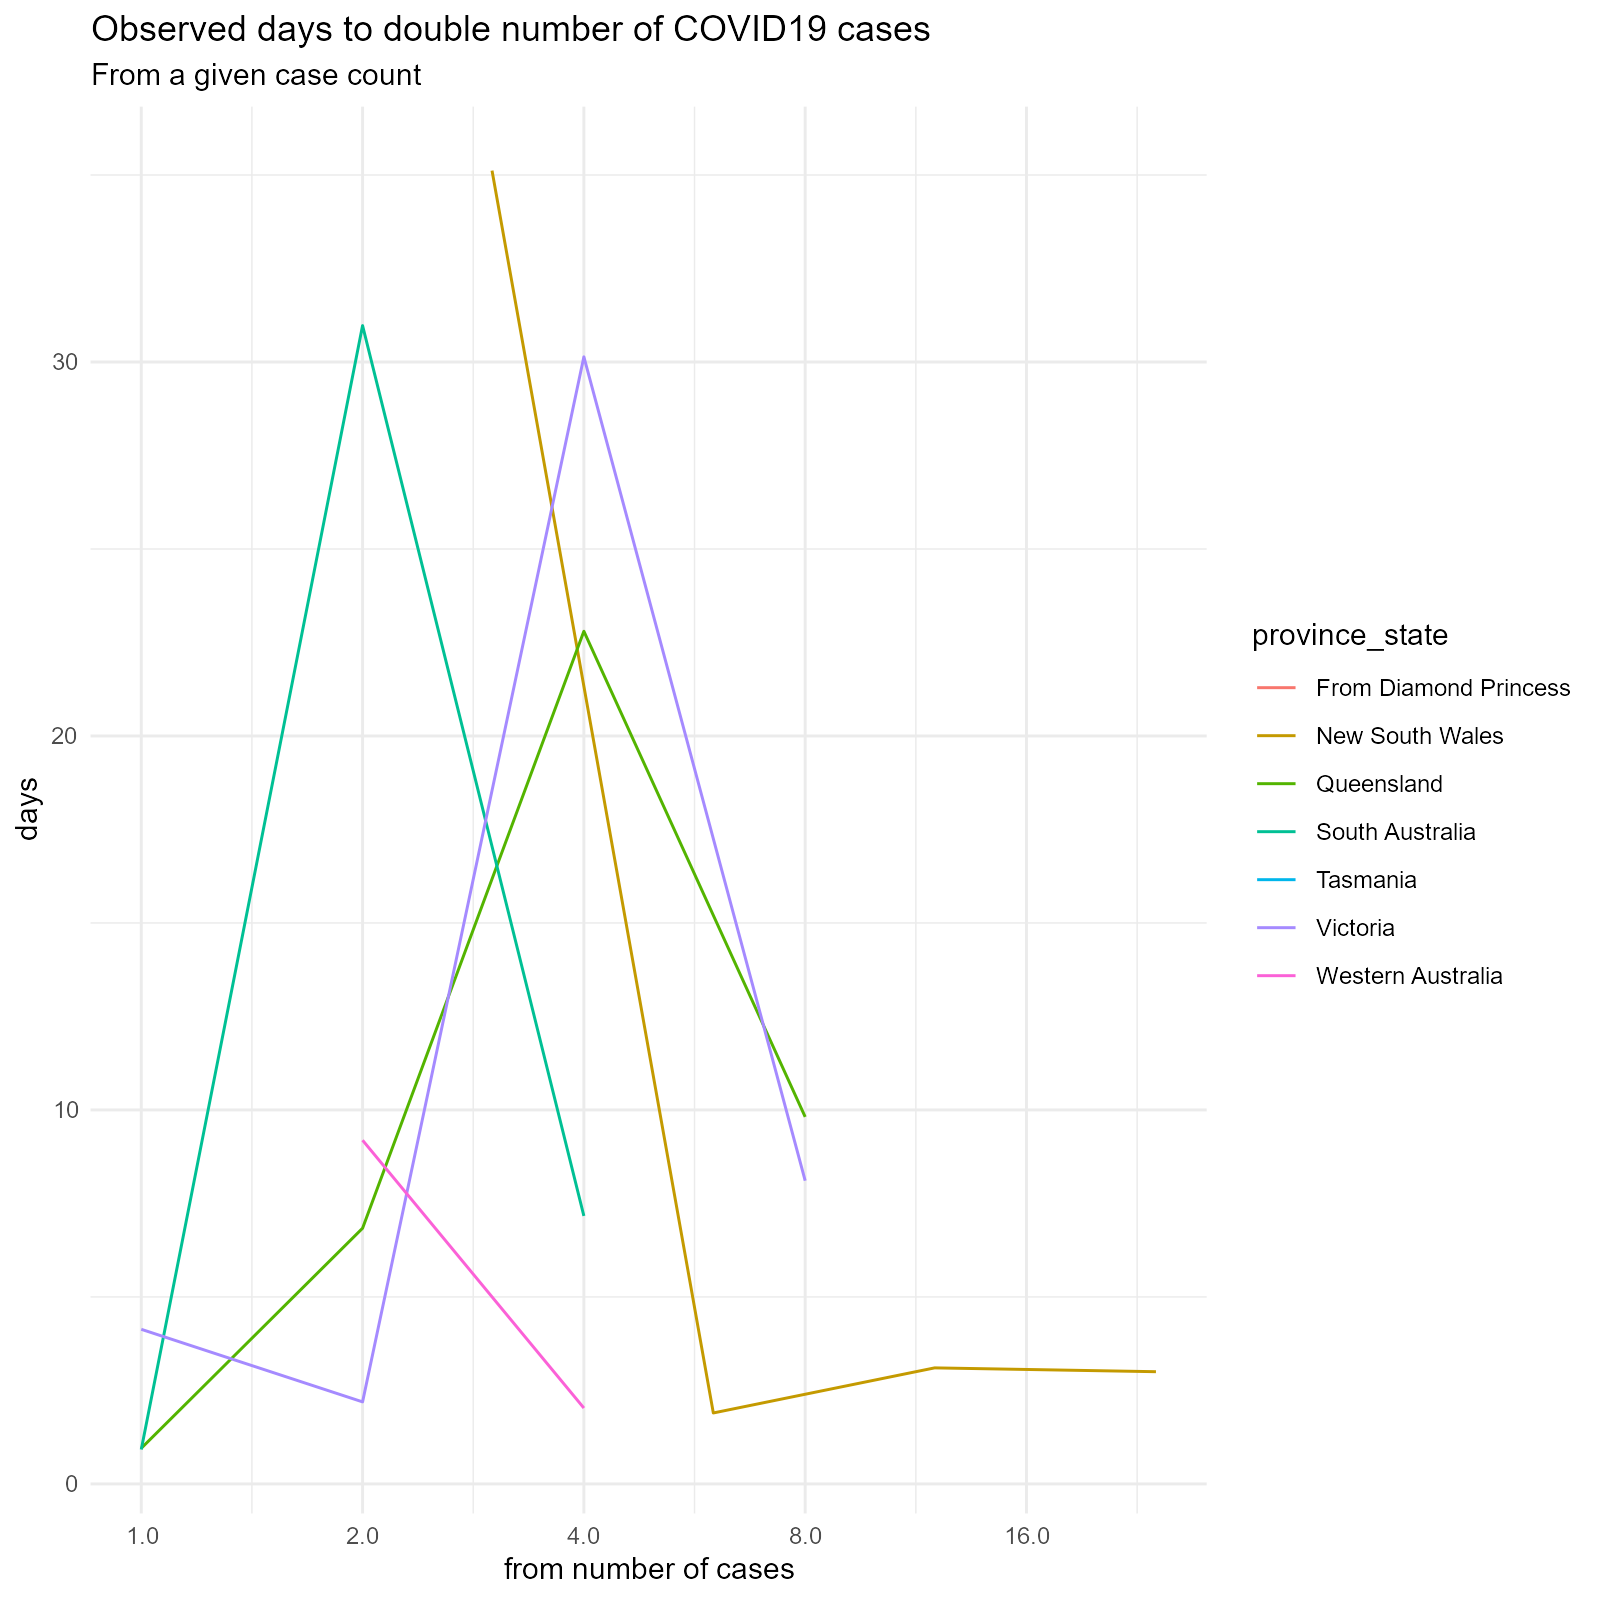 Observed days to double number of COVID19 cases
From a given case count
days
30
20
10
0
1.0 2.0 4.0 8.0 16.0
from number of cases
province_state
From Diamond Princess
New South Wales
Queensland
South Australia
Tasmania
Victoria
Western Australia